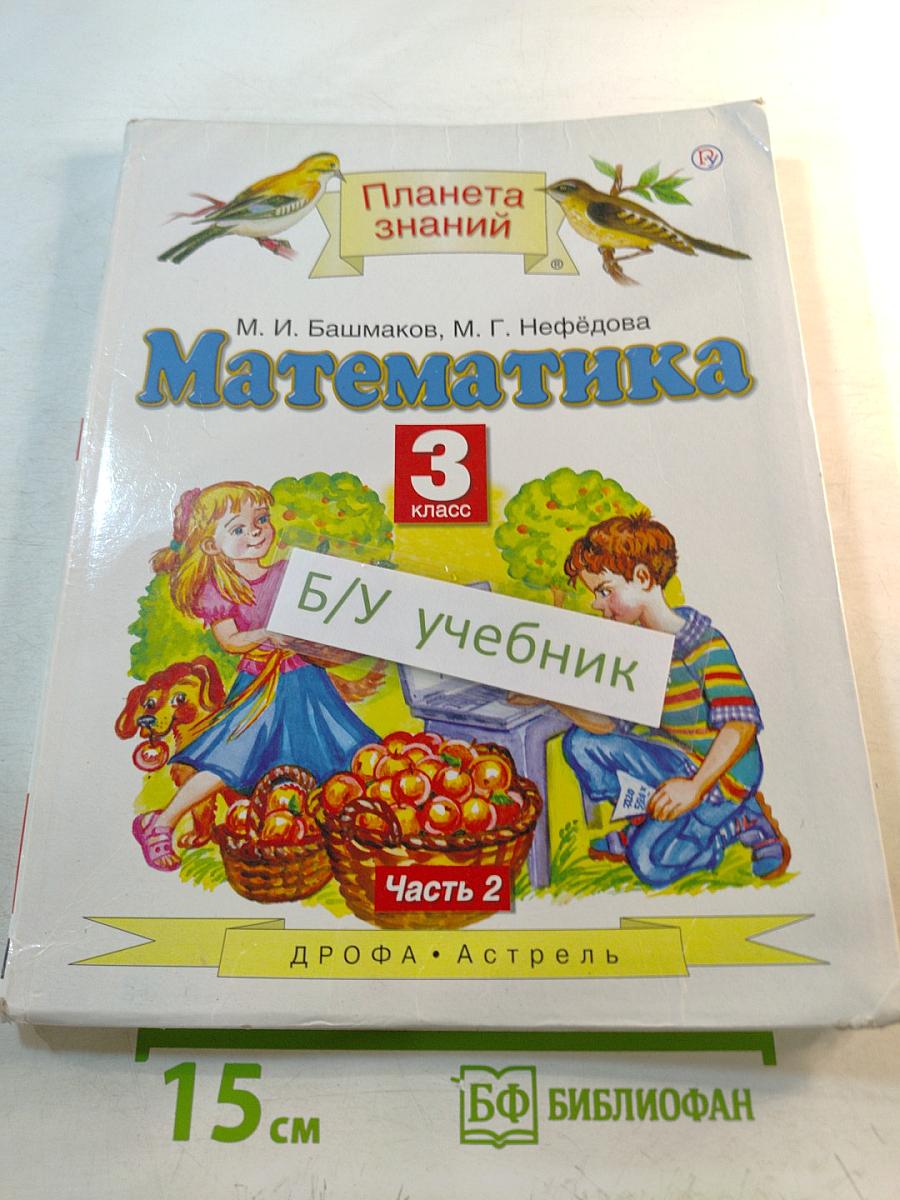 Планета
знаний
®
М. И. Башмаков, М. Г. Нефёдова
Математика
3
класс
Б/У учебник
Часть 2
ДРОФА • Астрель
15 см
БФ БИБЛИОФАН